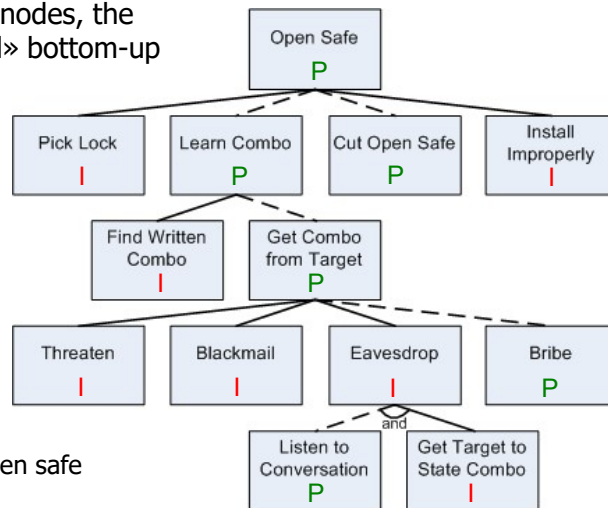 nodes, the
» bottom-up
Open Safe
P
Pick Lock
I
Learn Combo
P
Cut Open Safe
P
Install
Improperly
I
Find Written
Combo
I
Get Combo
from Target
P
Threaten
I
Blackmail
I
Eavesdrop
I
Bribe
P
and
Listen to
Conversation
P
Get Target to
State Combo
I
en safe